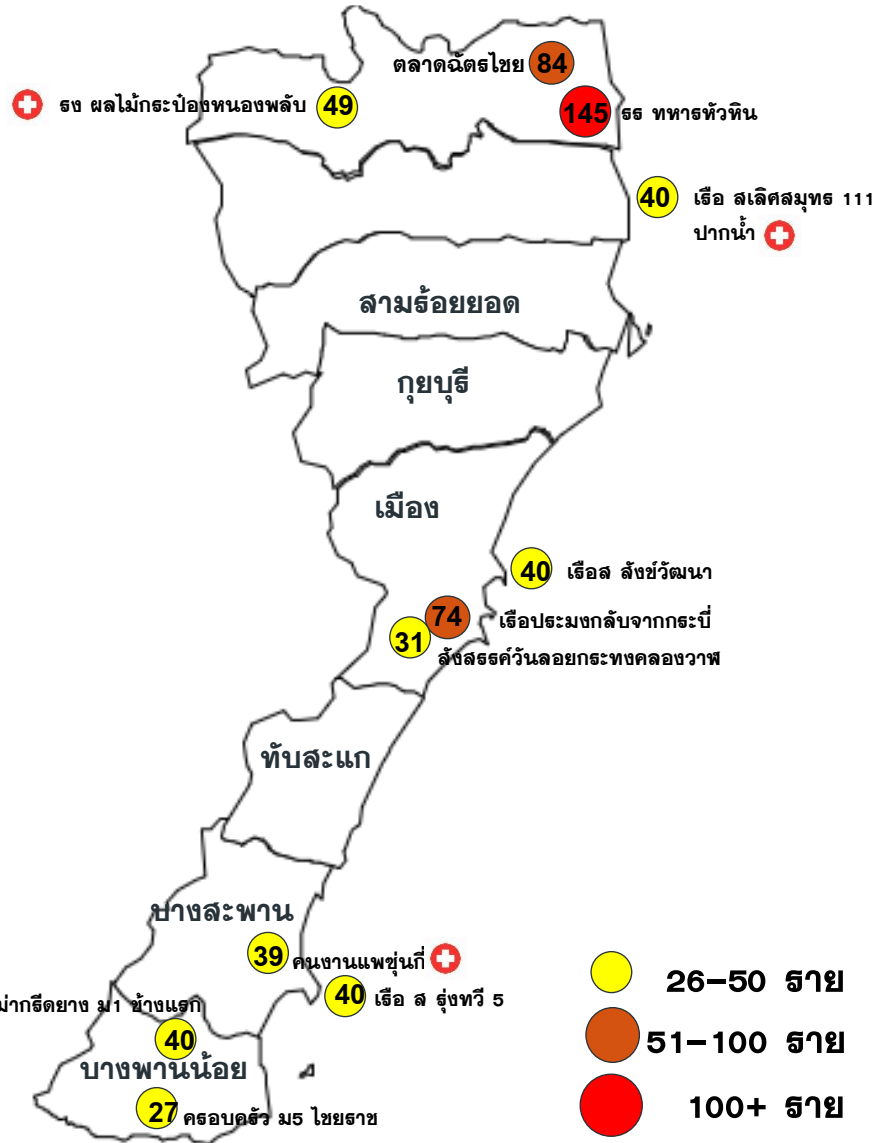 ตลาดฉัตรไชย 84
รง ผลไม้กระป๋องหนองพลับ 49
145 รร ทหารหัวหิน
40 เรือ สเลิศสมุทร 111
ปากน้ำ
สามร้อยยอด
กุยบุรี
เมือง
40 เรือส สังข์วัฒนา
74 เรือประมงกลับจากกระบี่
31 สังสรรค์วันลอยกระทงคลองวาฬ
ทับสะแก
บางสะพาน
39 คนงานแพซุ่นกี่
40 เรือ ส รุ่งทวี 5
กรีดยาง ม1 ช้างแรก
40
บางพานน้อย
27 ครอบครัว ม5 ไชยราช
26-50 ราย
51-100 ราย
100+ ราย